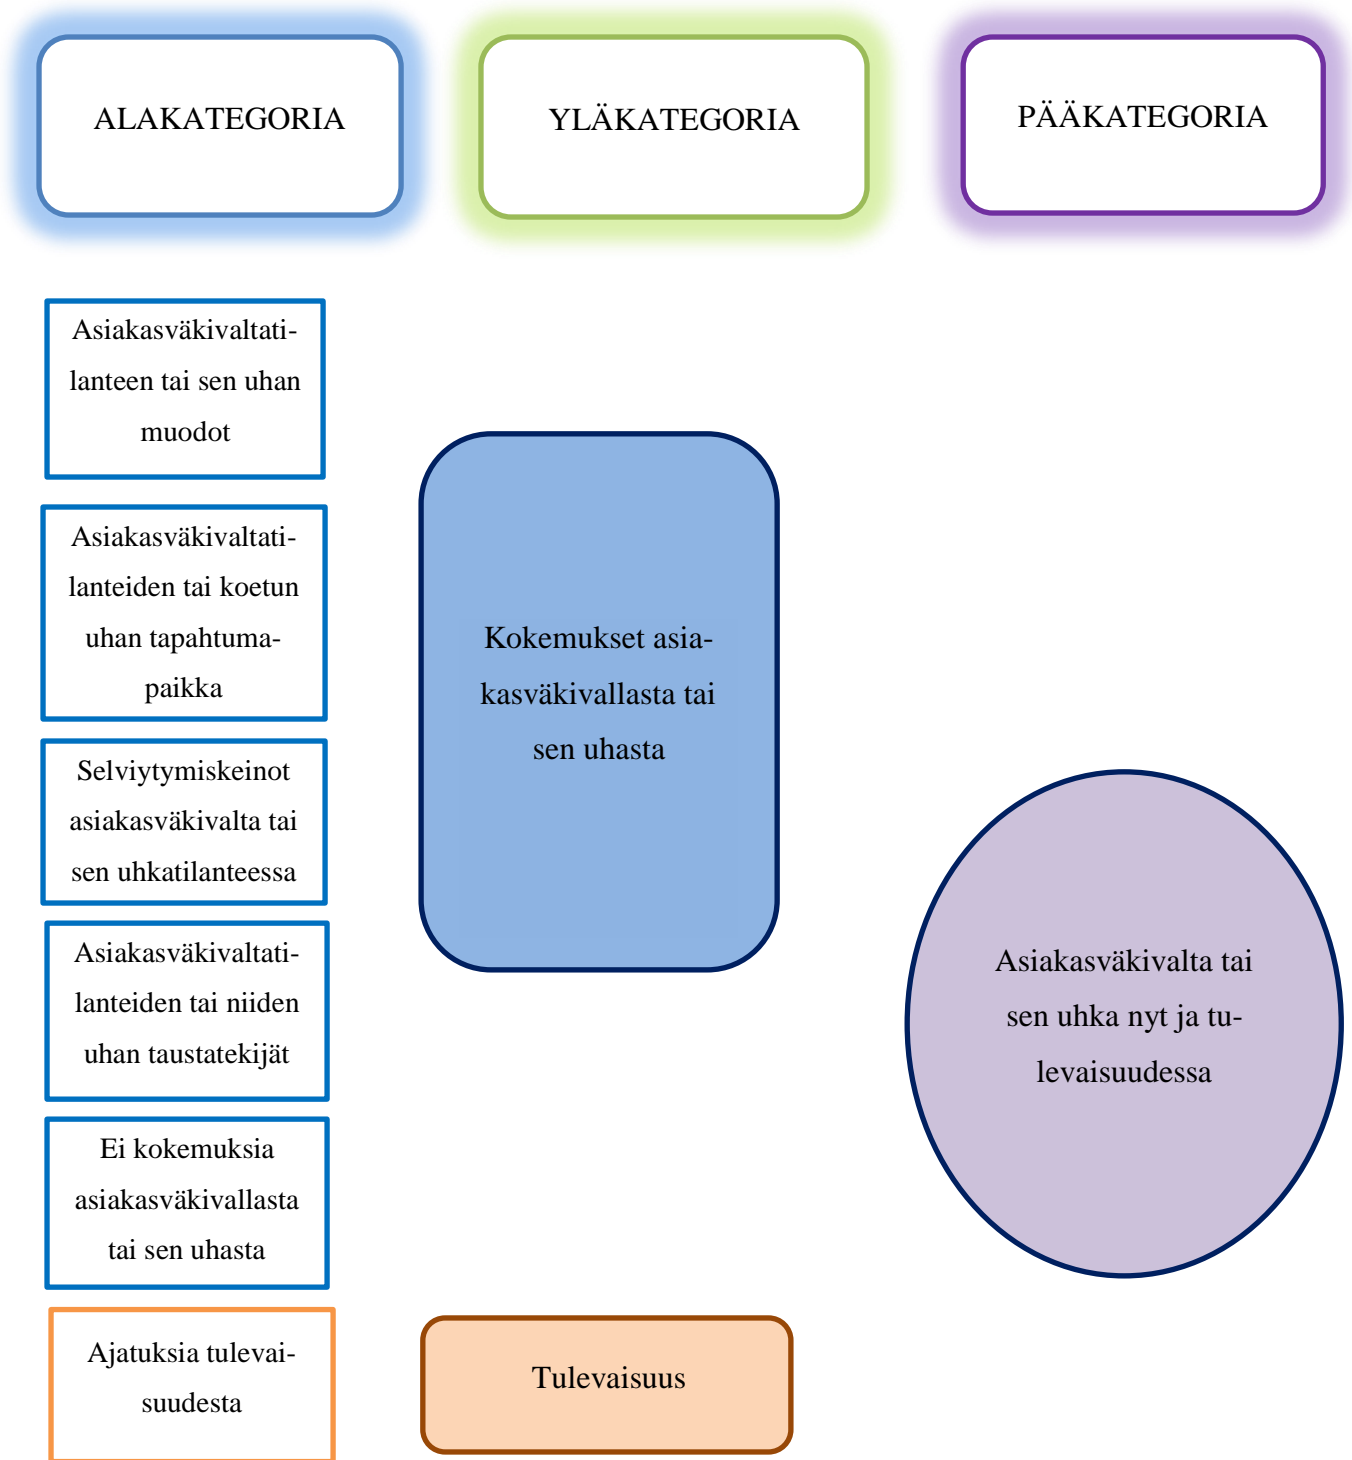 ALAKATEGORIA
YLÄKATEGORIA
PÄÄKATEGORIA
Asiakasväkivaltati-
lanteen tai sen uhan
muodot
Asiakasväkivaltati-
lanteiden tai koetun
uhan tapahtuma-
paikka
Selviytymiskeinot
asiakasväkivalta tai
sen uhkatilanteessa
Asiakasväkivaltati-
lanteiden tai niiden
uhan taustatekijät
Ei kokemuksia
asiakasväkivallasta
tai sen uhasta
Ajatuksia tulevai-
suudesta
Kokemukset asia-
kasväkivallasta tai
sen uhasta
Tulevaisuus
Asiakasväkivalta tai
sen uhka nyt ja tu-
levaisuudessa